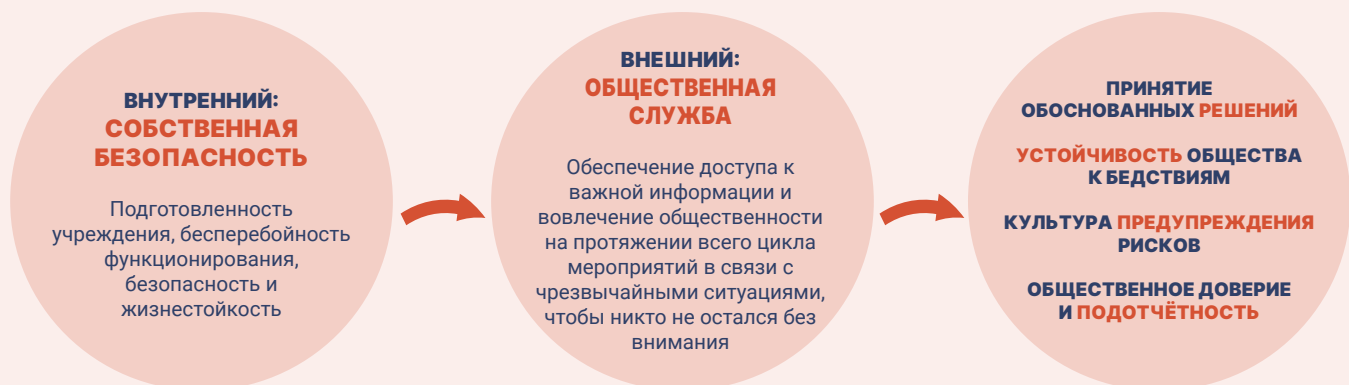 ВНУТРЕННИЙ:
СОБСТВЕННАЯ
БЕЗОПАСНОСТЬ
Подготовленность
учреждения, бесперебойность
функционирования,
безопасность и
жизнестойкость
ВНЕШНИЙ:
ОБЩЕСТВЕННАЯ
СЛУЖБА
Обеспечение доступа к
важной информации и
вовлечение общественности
на протяжении всего цикла
мероприятий в связи с
чрезвычайными ситуациями,
чтобы никто не остался без
внимания
ПРИНЯТИЕ
ОБОСНОВАННЫХ РЕШЕНИЙ
УСТОЙЧИВОСТЬ ОБЩЕСТВА
К БЕДСТВИЯМ
КУЛЬТУРА ПРЕДУПРЕЖДЕНИЯ
РИСКОВ
ОБЩЕСТВЕННОЕ ДОВЕРИЕ
И ПОДОТЧЁТНОСТЬ